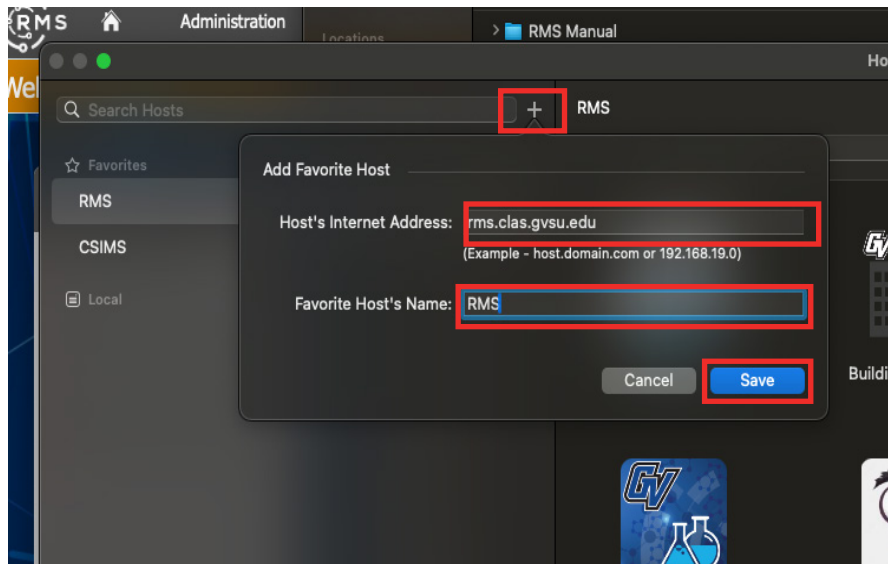 RMS
Administration
Locations
RMS Manual
Wel
Ho
Search Hosts
+
RMS
Favorites
RMS
CSIMS
Local
Add Favorite Host
Host's Internet Address: rms.clas.gvsu.edu
(Example - host.domain.com or 192.168.19.0)
Favorite Host's Name: RMS
Cancel
Save
GV
Buildi
GV